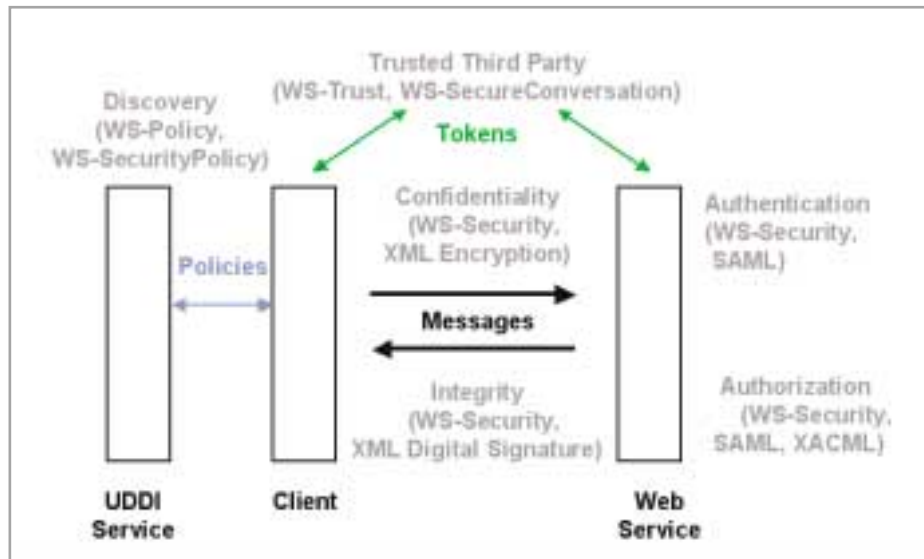 Trusted Third Party
(WS-Trust, WS-SecureConversation)
Discovery
(WS-Policy,
WS-SecurityPolicy)
Tokens
Confidentiality
(WS-Security,
XML Encryption)
Authentication
(WS-Security,
SAML)
Policies
Messages
Integrity
(WS-Security,
XML Digital Signature)
Authorization
(WS-Security,
SAML, XACML)
UDDI
Service
Client
Web
Service